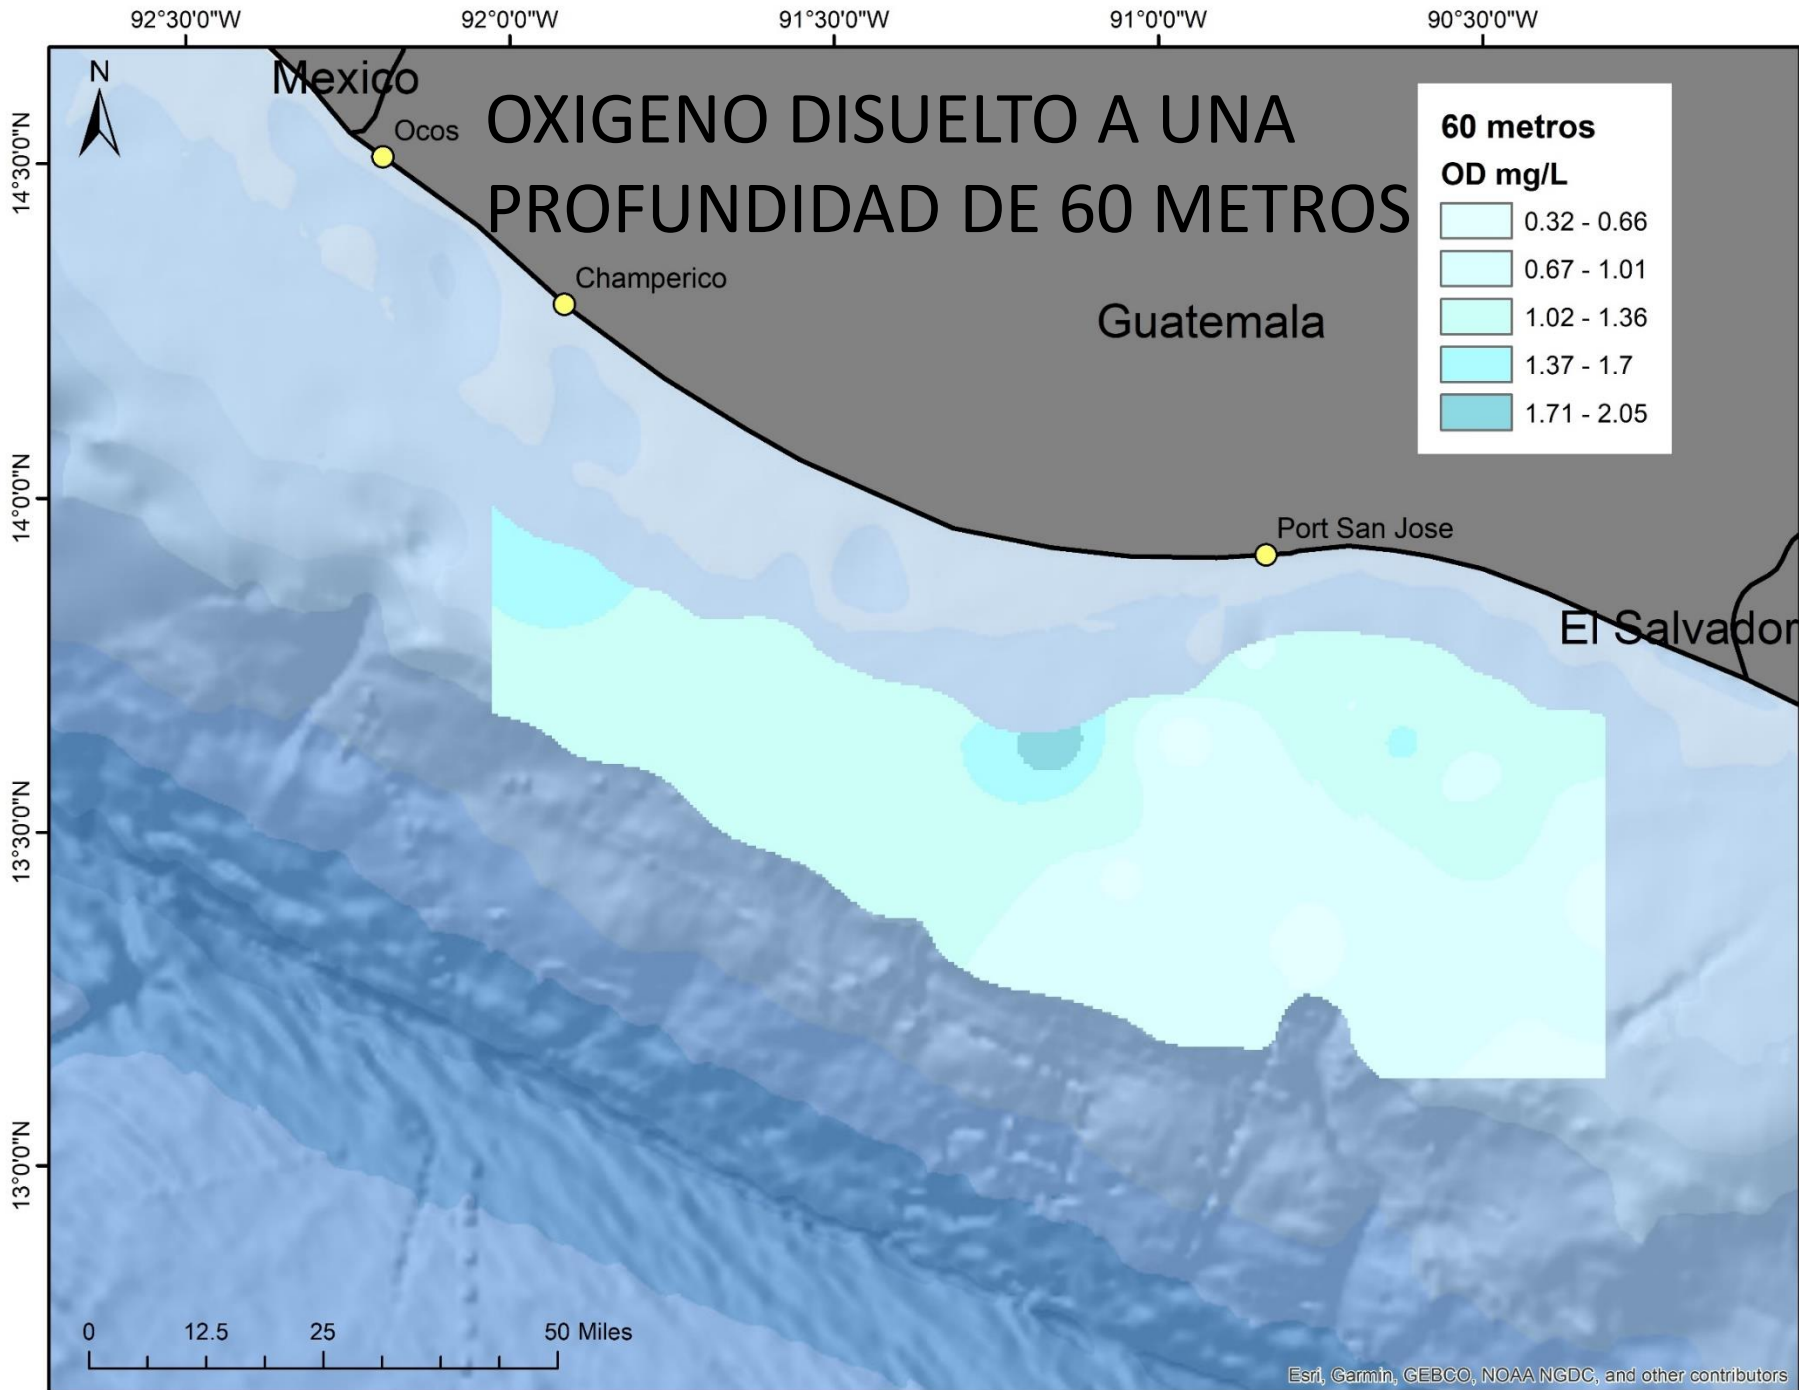 92°30'0"W
92°0'0"W
91°30'0"W
91°0'0"W
90°30'0"W
14°30'0"N
14°0'0"N
13°30'0"N
13°0'0"N
N
Mexico
Ocos
OXIGENO DISUELTO A UNA
PROFUNDIDAD DE 60 METROS
Champerico
Guatemala
Port San Jose
El Salvador
60 metros
OD mg/L
0.32 - 0.66
0.67 - 1.01
1.02 - 1.36
1.37 - 1.7
1.71 - 2.05
0 12.5 25 50 Miles
Esri, Garmin, GEBCO, NOAA NGDC, and other contributors